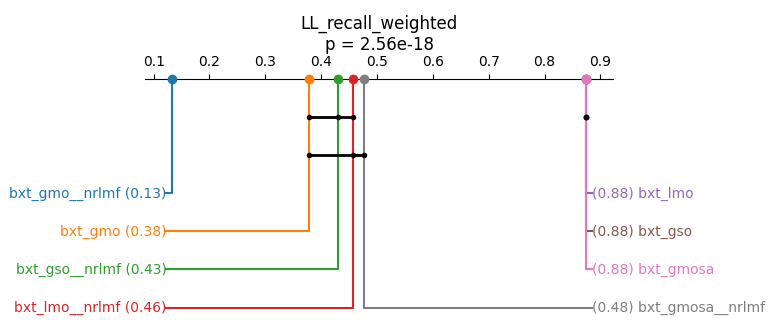 LL_recall_weighted
p = 2.56e-18
0.1 0.2 0.3 0.4 0.5 0.6 0.7 0.8 0.9
bxt_gmo__nrlmf (0.13)
(0.88) bxt_lmo
bxt_gmo (0.38)
(0.88) bxt_gso
bxt_gso__nrlmf (0.43)
(0.88) bxt_gmosa
bxt_lmo__nrlmf (0.46)
(0.48) bxt_gmosa__nrlmf